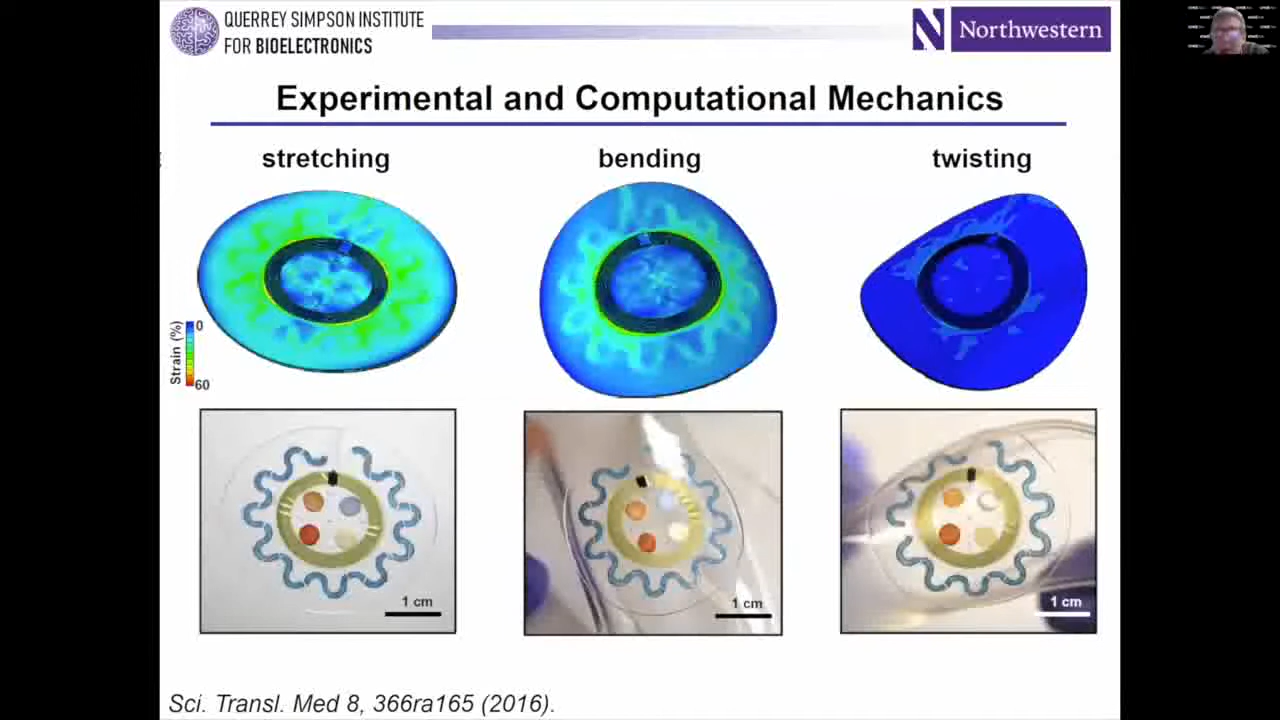 QUERREY SIMPSON INSTITUTE
FOR BIOELECTRONICS
N Northwestern
Experimental and Computational Mechanics
stretching
bending
twisting
Strain (%)
0
60
1 cm
1 cm
1 cm
Sci. Transl. Med 8, 366ra165 (2016).